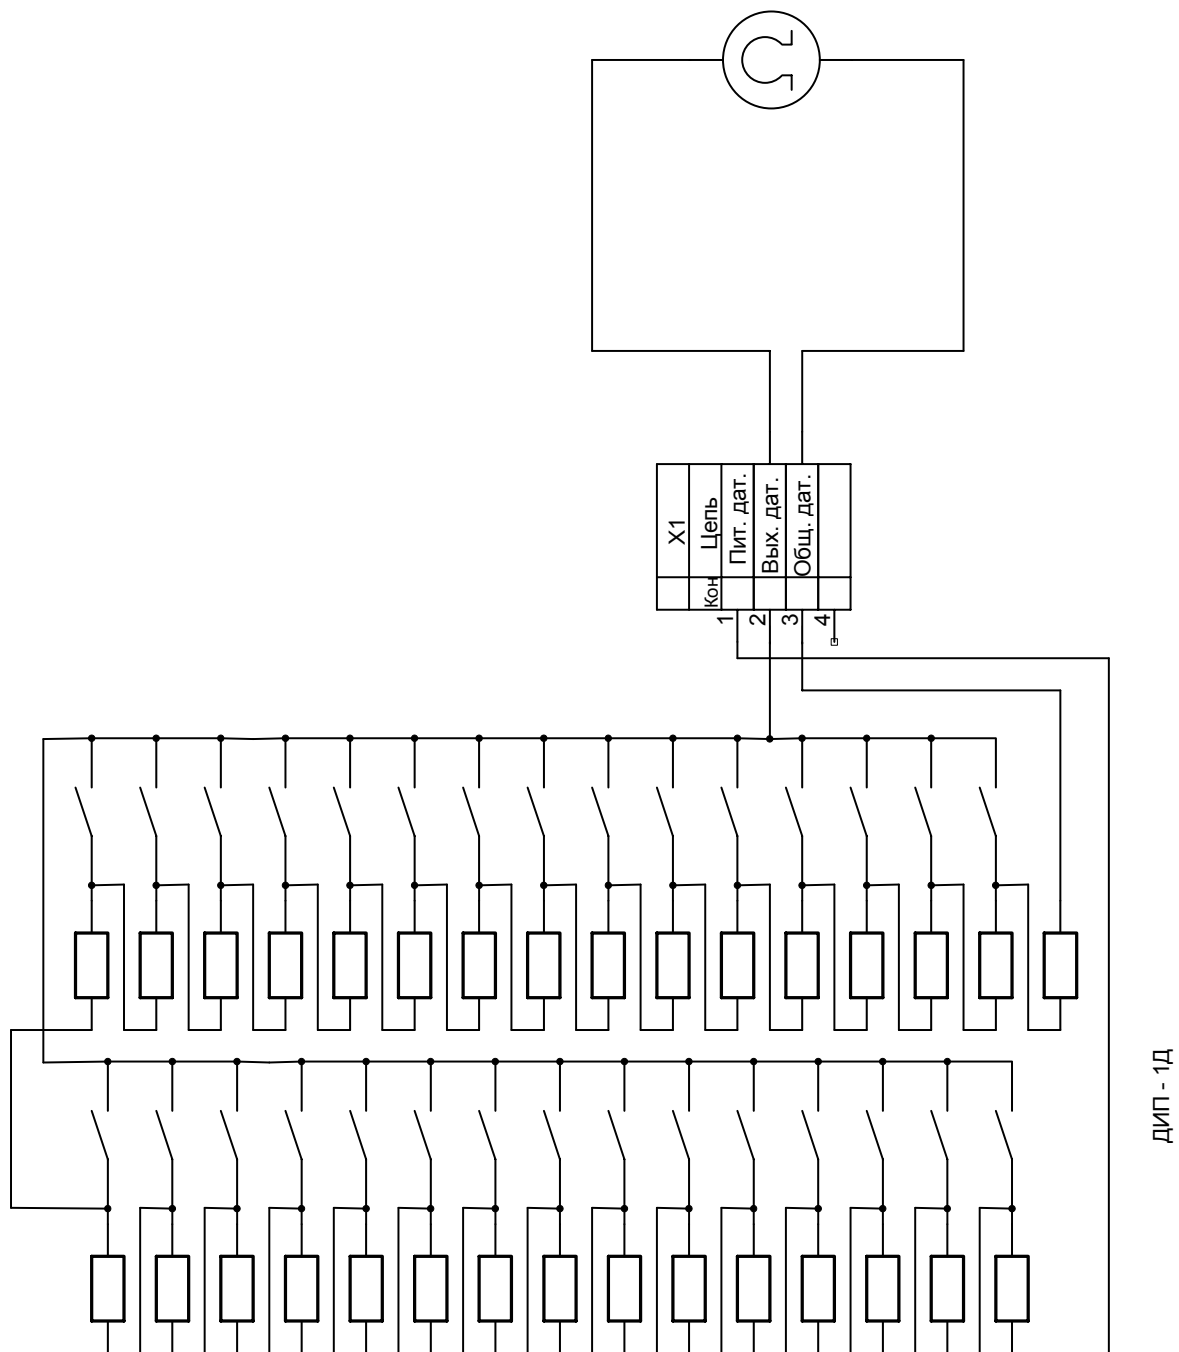 X1
Кон Цепь
1 Пит. дат.
2 Вых. дат.
3 Общ. дат.
4
ДИП - 1Д